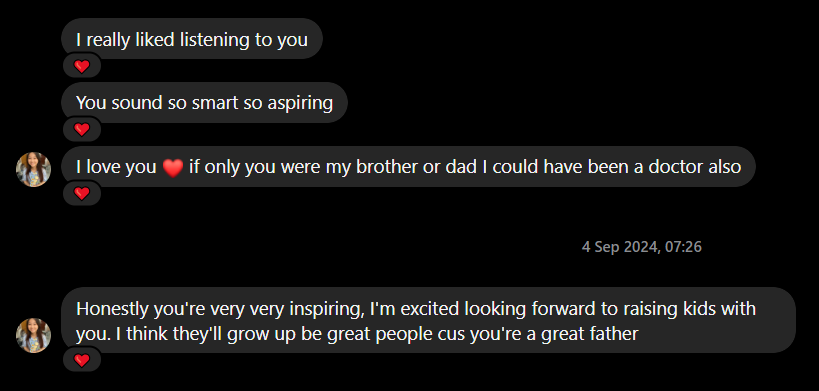 I really liked listening to you
You sound so smart so aspiring
I love you ❤️ if only you were my brother or dad I could have been a doctor also
4 Sep 2024, 07:26
Honestly you're very very inspiring, I'm excited looking forward to raising kids with
you. I think they'll grow up be great people cus you're a great father